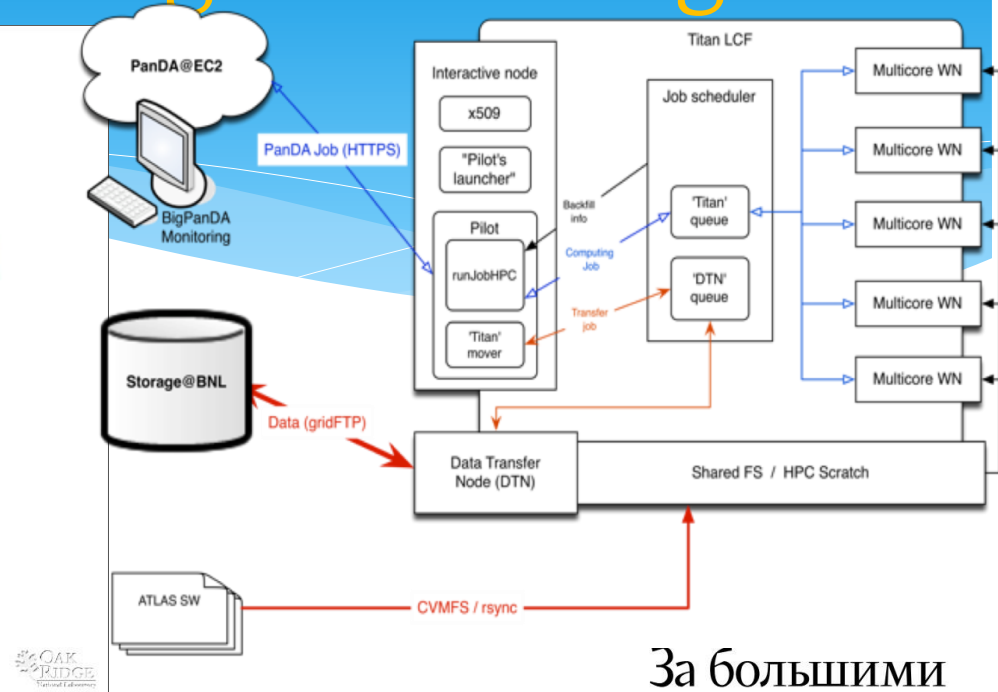 PanDA@EC2
BigPanDA
Monitoring
PanDA Job (HTTPS)
Storage@BNL
Data (gridFTP)
ATLAS SW
CVMFS / rsync
Titan LCF
Interactive node
x509
"Pilot's
launcher"
Pilot
runJobHPC
'Titan'
mover
Backfill
info
Computing
Job
Transfer
job
Job scheduler
'Titan'
queue
'DTN'
queue
Multicore WN
Multicore WN
Multicore WN
Multicore WN
Multicore WN
Data Transfer
Node (DTN)
Shared FS / HPC Scratch
OAK
RIDGE
National Laboratory
За большими